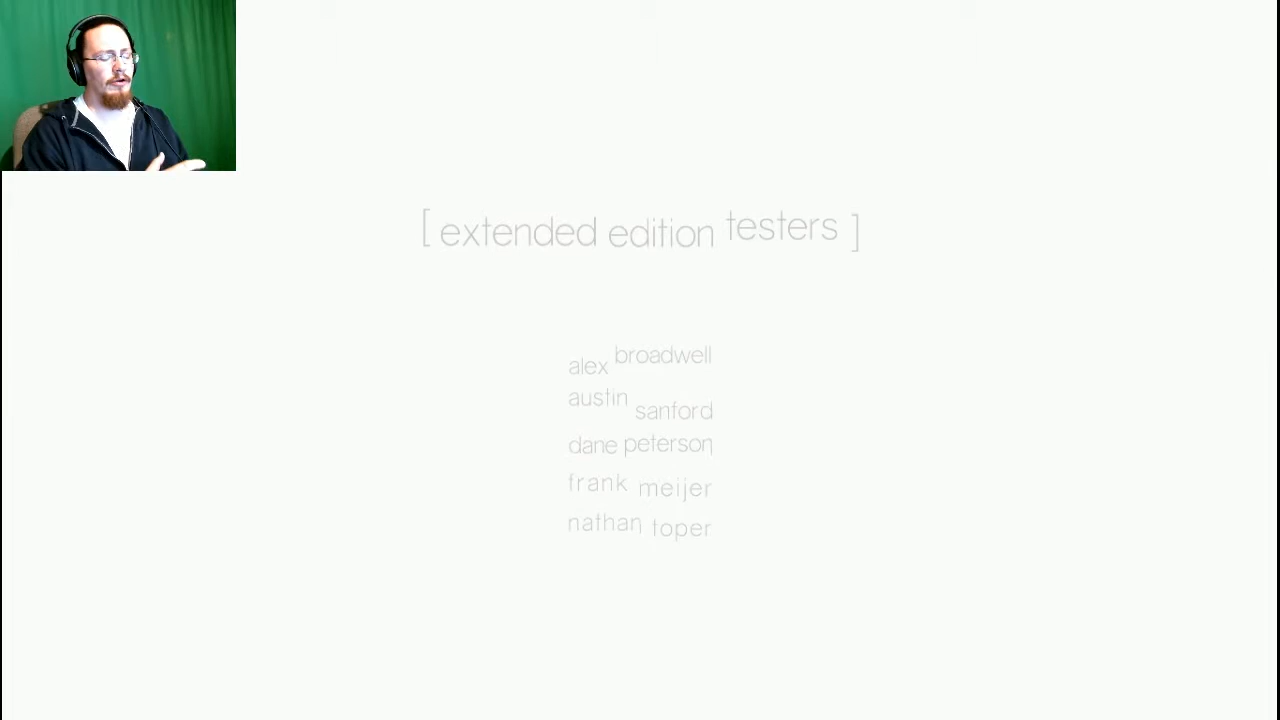 [ extended edition testers ]
alex broadwell
austin sanford
dane peterson
frank meijer
nathan toper